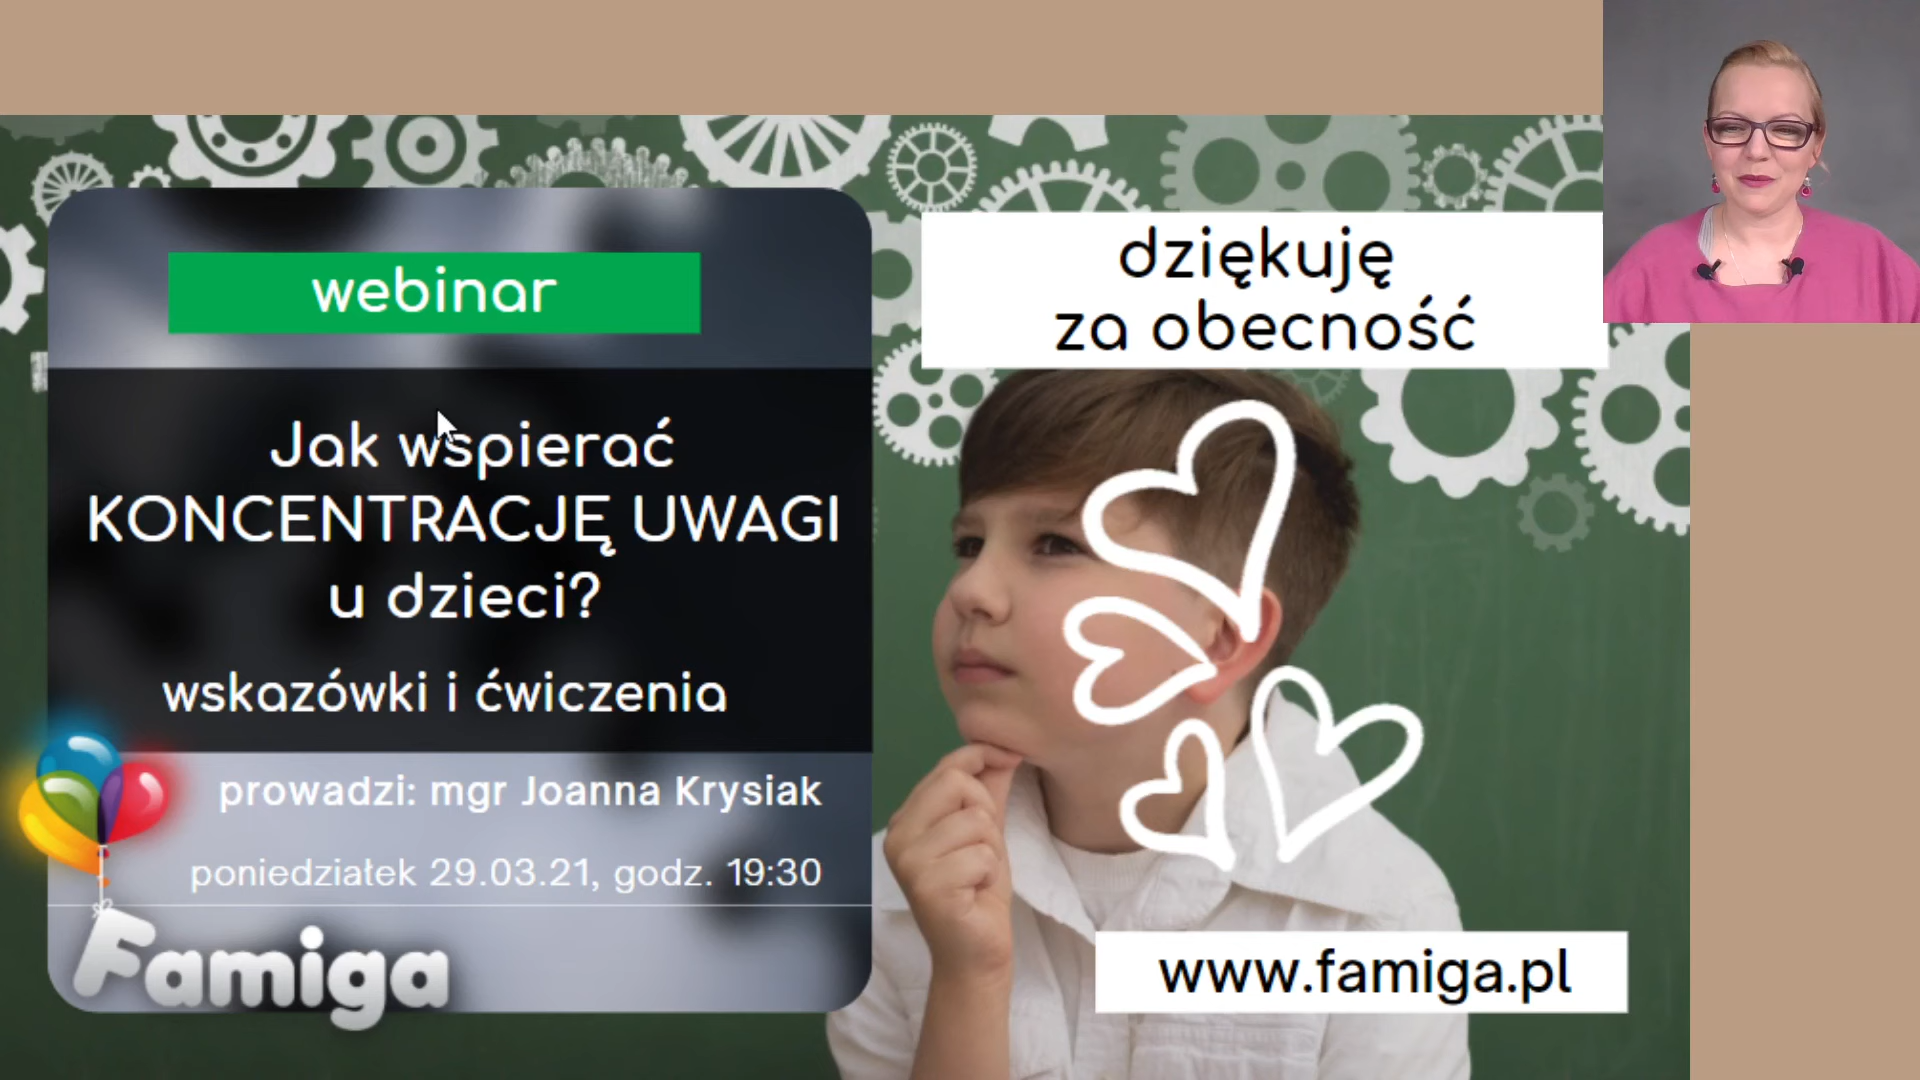 webinar
Jak wspierać
KONCENTRACJĘ UWAGI
u dzieci?
wskazówki i ćwiczenia
prowadzi: mgr Joanna Krysiak
poniedziałek 29.03.21, godz. 19:30
Famiga
dziękuję
za obecność
www.famiga.pl